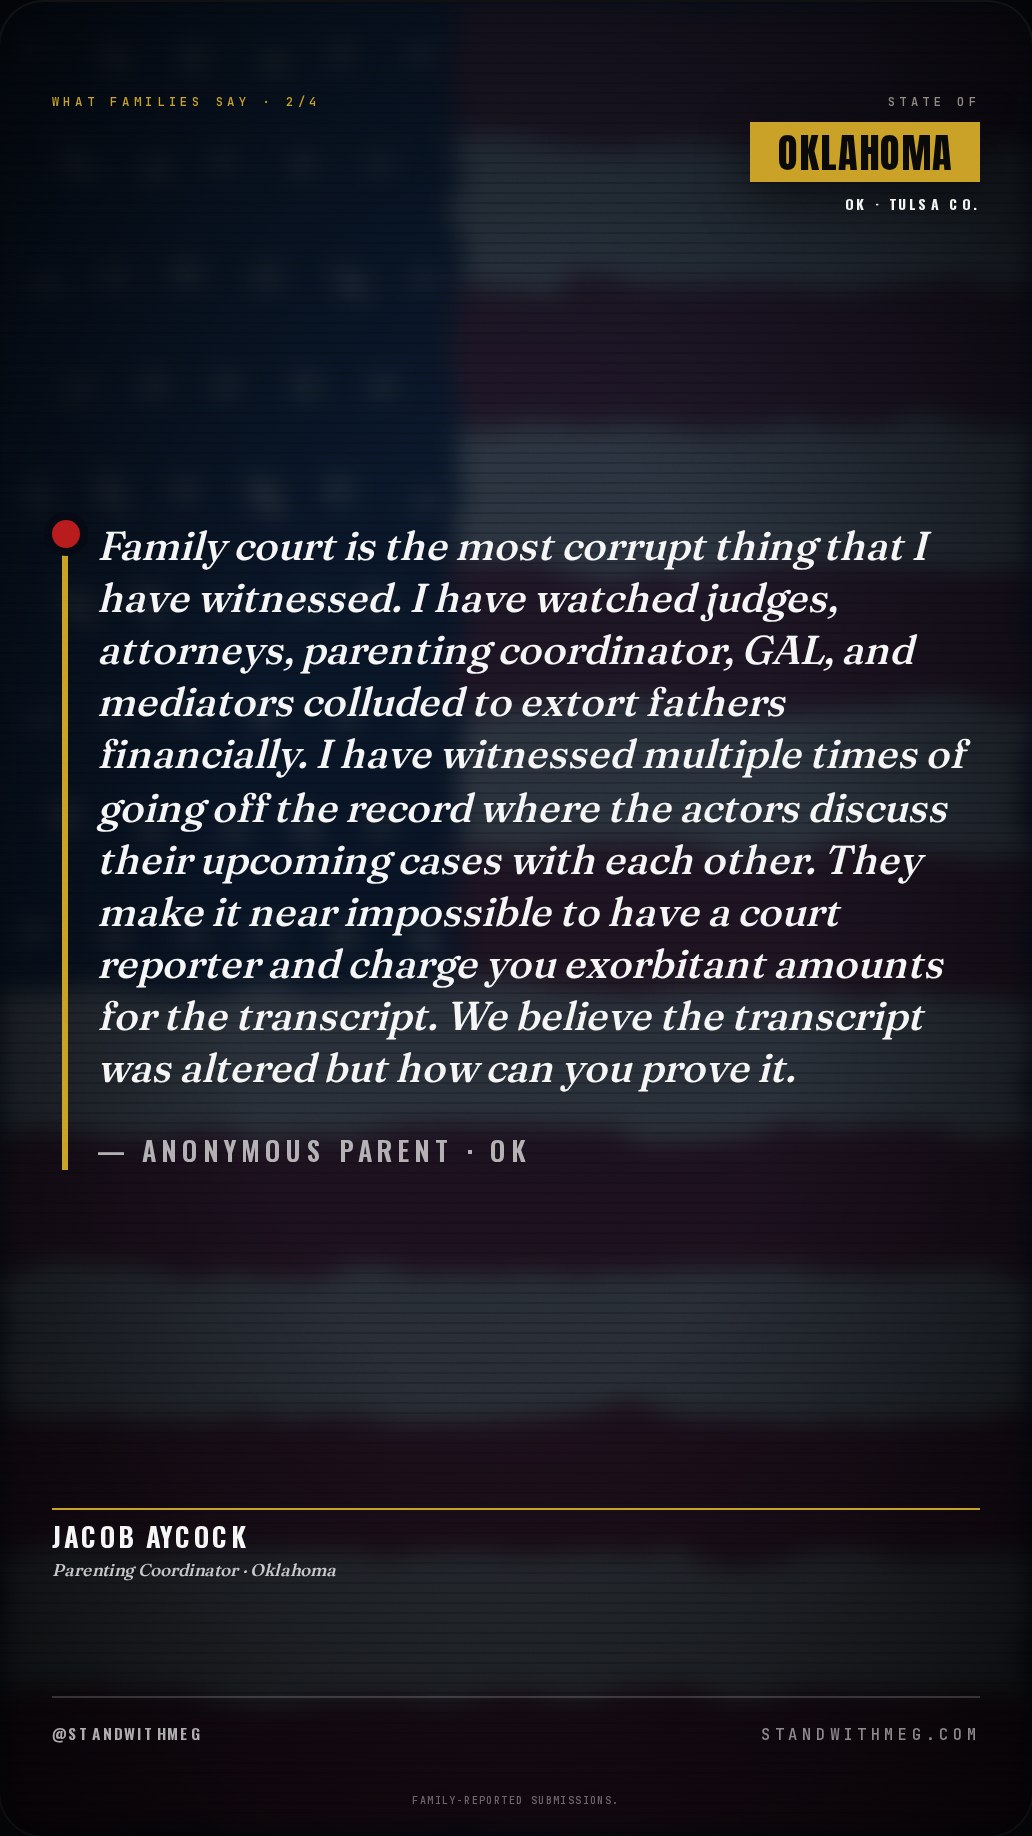 WHAT FAMILIES SAY · 2/4
STATE OF
OKLAHOMA
OK · TULSA CO.
Family court is the most corrupt thing that I
have witnessed. I have watched judges,
attorneys, parenting coordinator, GAL, and
mediators colluded to extort fathers
financially. I have witnessed multiple times of
going off the record where the actors discuss
their upcoming cases with each other. They
make it near impossible to have a court
reporter and charge you exorbitant amounts
for the transcript. We believe the transcript
was altered but how can you prove it.
— ANONYMOUS PARENT · OK
JACOB AYCOCK
Parenting Coordinator · Oklahoma
@STANDWITHMEG
STANDWITHMEG.COM
FAMILY-REPORTED SUBMISSIONS.